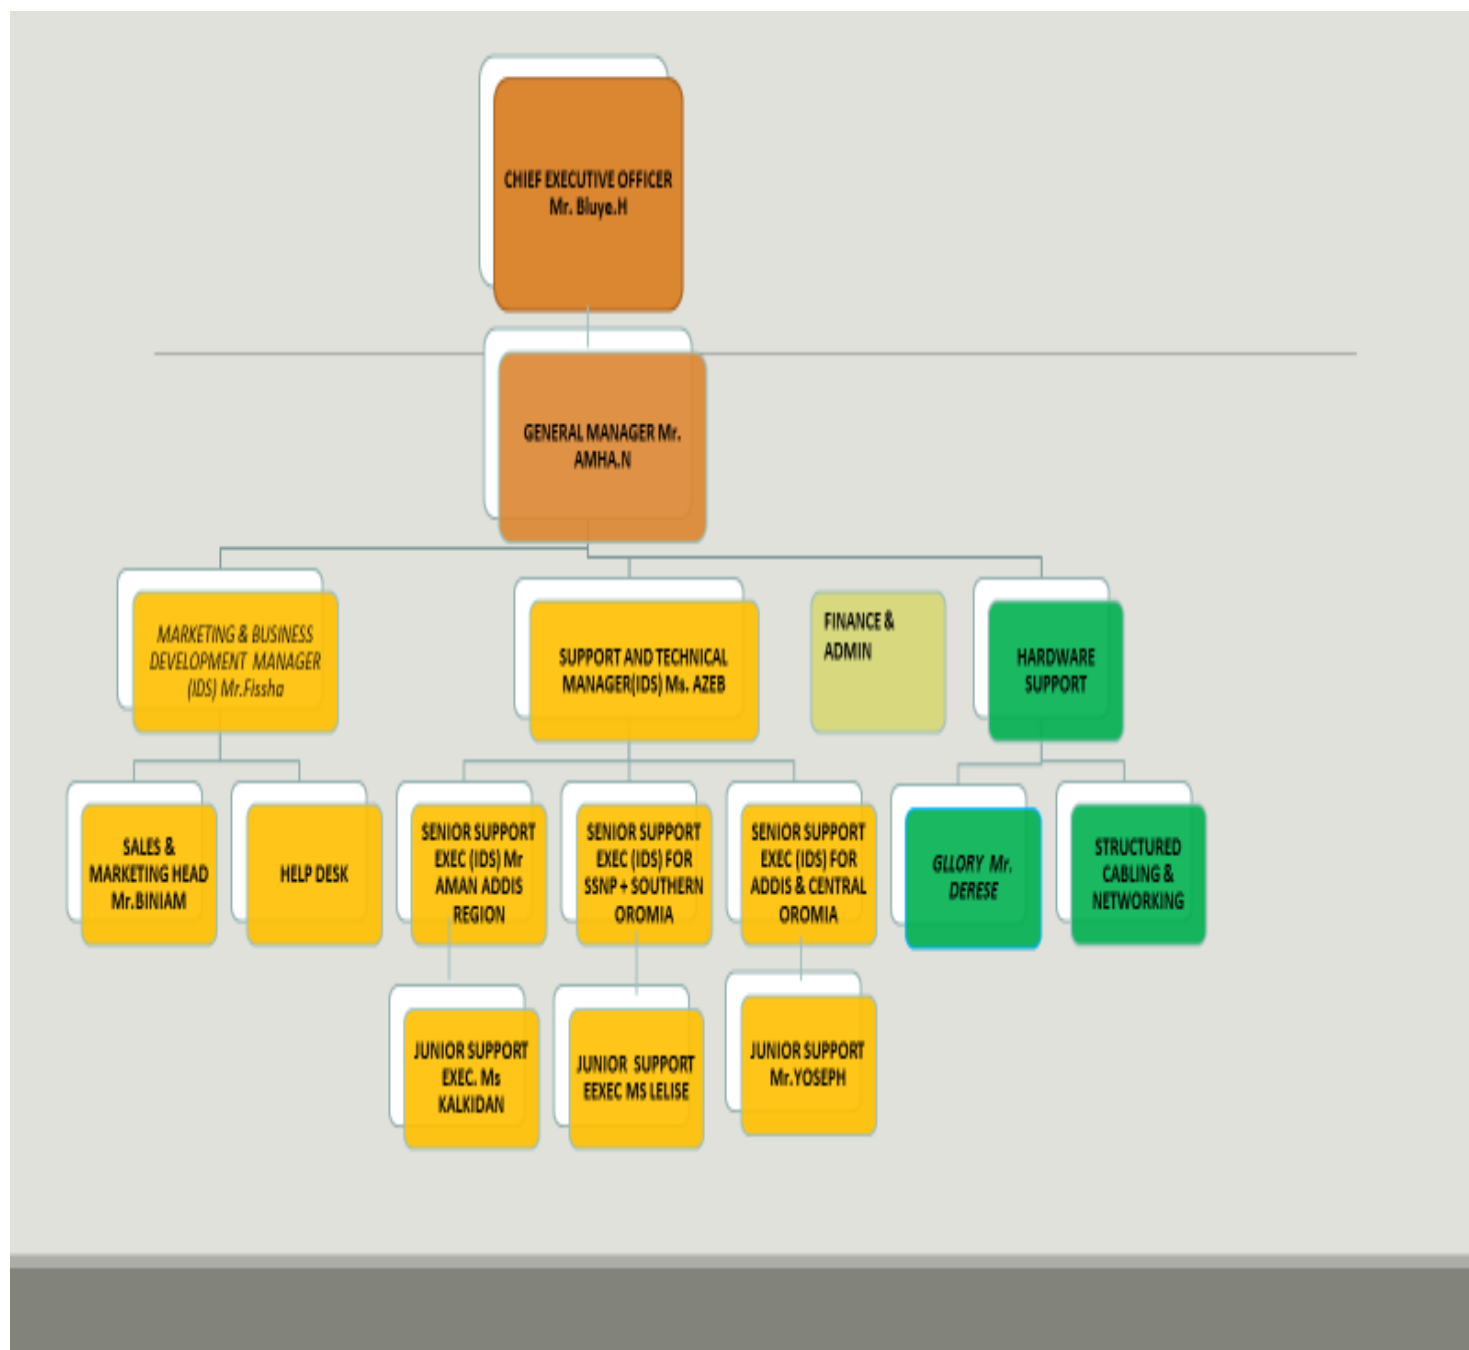 CHIEF EXECUTIVE OFFICER
Mr. Bluye.H
GENERAL MANAGER Mr.
AMHA.N
MARKETING & BUSINESS
DEVELOPMENT MANAGER
(IDS) Mr.Fissha
SUPPORT AND TECHNICAL
MANAGER(IDS) Ms. AZEB
FINANCE &
ADMIN
HARDWARE
SUPPORT
SALES &
MARKETING HEAD
Mr.BINIAM
HELP DESK
SENIOR SUPPORT
EXEC (IDS) Mr
AMAN ADDIS
REGION
SENIOR SUPPORT
EXEC (IDS) FOR
SSNP + SOUTHERN
OROMIA
SENIOR SUPPORT
EXEC (IDS) FOR
ADDIS & CENTRAL
OROMIA
GLLORY Mr.
DERESE
STRUCTURED
CABLING &
NETWORKING
JUNIOR SUPPORT
EXEC. Ms
KALKIDAN
JUNIOR SUPPORT
EEXEC MS LELISE
JUNIOR SUPPORT
Mr.YOSEPH